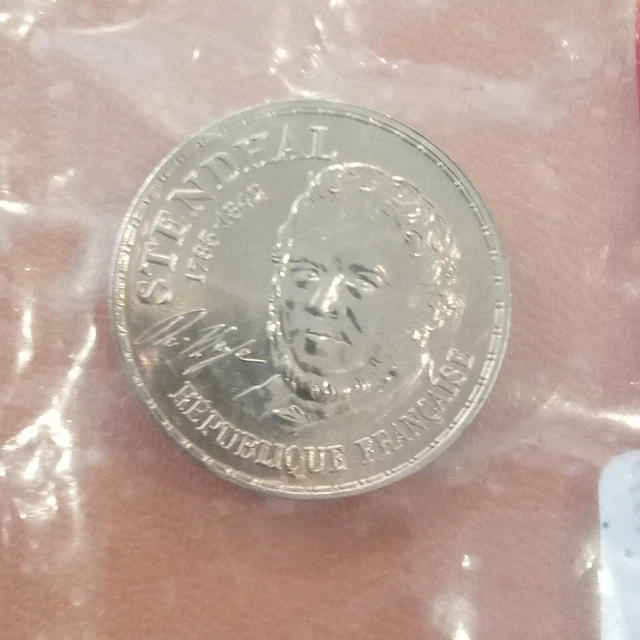 STENDHAL
1783-1842
REPUBLIQUE FRANÇAISE